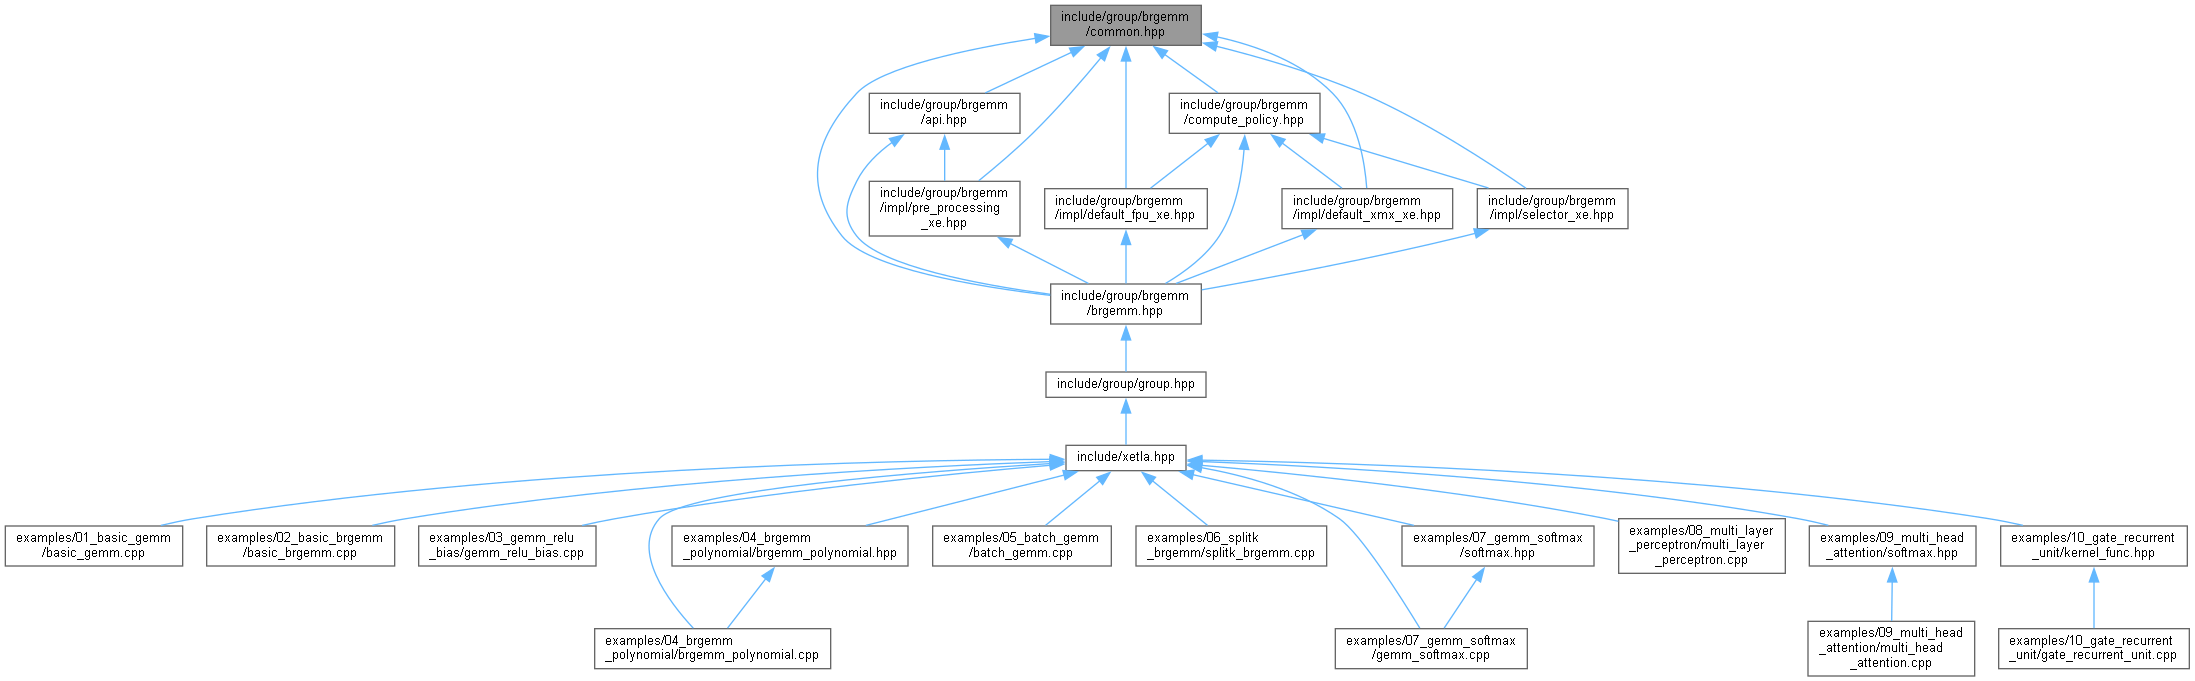 include/group/brgemm
/common.hpp
include/group/brgemm
/api.hpp
include/group/brgemm
/compute_policy.hpp
include/group/brgemm
/impl/pre_processing
_xe.hpp
include/group/brgemm
/impl/default_fpu_xe.hpp
include/group/brgemm
/impl/default_xmx_xe.hpp
include/group/brgemm
/impl/selector_xe.hpp
include/group/brgemm
/brgemm.hpp
include/group/group.hpp
include/xetla.hpp
examples/01_basic_gemm
/basic_gemm.cpp
examples/02_basic_brgemm
/basic_brgemm.cpp
examples/03_gemm_relu
_bias/gemm_relu_bias.cpp
examples/04_brgemm
_polynomial/brgemm_polynomial.hpp
examples/05_batch_gemm
/batch_gemm.cpp
examples/06_splitk
_brgemm/splitk_brgemm.cpp
examples/07_gemm_softmax
/softmax.hpp
examples/08_multi_layer
_perceptron/multi_layer
_perceptron.cpp
examples/09_multi_head
_attention/softmax.hpp
examples/10_gate_recurrent
_unit/kernel_func.hpp
examples/04_brgemm
_polynomial/brgemm_polynomial.cpp
examples/07_gemm_softmax
/gemm_softmax.cpp
examples/09_multi_head
_attention/multi_head
_attention.cpp
examples/10_gate_recurrent
_unit/gate_recurrent_unit.cpp